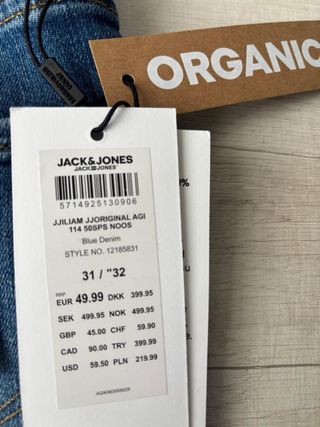 ORGANIC
JEANS
INTELLIGENCE
JACK&JONES
JACK JONES
5714925130906
JJILIAM JJORIGINAL AGI
114 50SPS NOOS
Blue Denim
STYLE NO. 12185831
31 / "32
RRP
EUR 49.99 DKK 399.95
SEK 499.95 NOK 499.95
GBP 45.00 CHF 59.90
CAD 90.00 TRY 399.99
USD 59.50 PLN 219.99